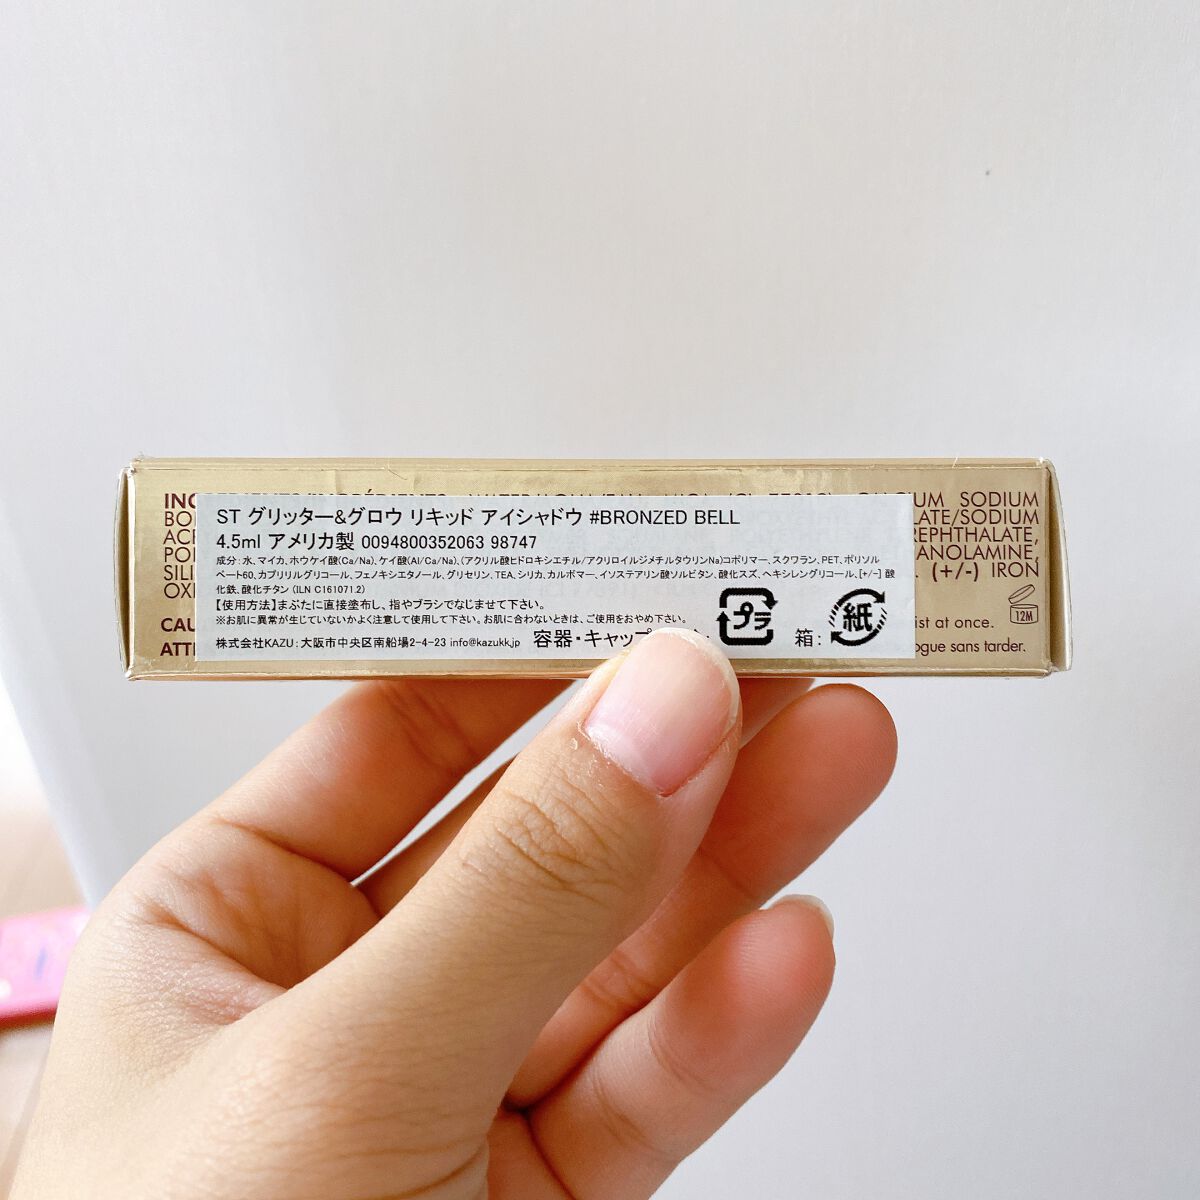 ST グリッター&グロウ リキッド アイシャドウ #BRONZED BELL
4.5ml アメリカ製 0094800352063 98747
成分: 水、マイカ、ホウケイ酸(Ca/Na)、ケイ酸(Al/Ca/Na)、(アクリル酸ヒドロキシエチル/アクリロイルジメチルタウリンNa)コポリマー、スクワラン、PET、ポリソル
ベート60、カプリリルグリコール、フェノキシエタノール、グリセリン、TEA、シリカ、カルボマー、イソステアリン酸ソルビタン、酸化スズ、ヘキシレングリコール、[+/-] 酸
化鉄、酸化チタン (ILN C161071.2)
【使用方法】まぶたに直接塗布し、指やブラシでなじませて下さい。
※お肌に異常が生じていないかよく注意して使用して下さい。お肌に合わないときは、ご使用をおやめ下さい。
株式会社KAZU: 大阪市中央区南船場2-4-23 info@kazukk.jp 容器・キャップ : プラ 箱: 紙
SODIUM
LATE/SODIUM
REPHTHALATE,
ANOLAMINE,
(+/-) IRON
12M
ist at once.
ogue sans tarder.